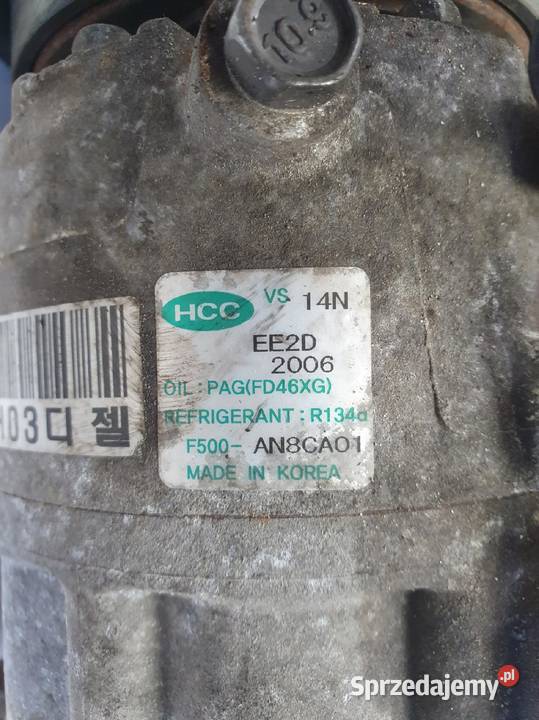 10.9
HCC VS 14N
EE2D
2006
OIL : PAG(FD46XG)
REFRIGERANT : R134a
F500- AN8CA01
MADE IN KOREA
03디젤
Sprzedajemy.pl